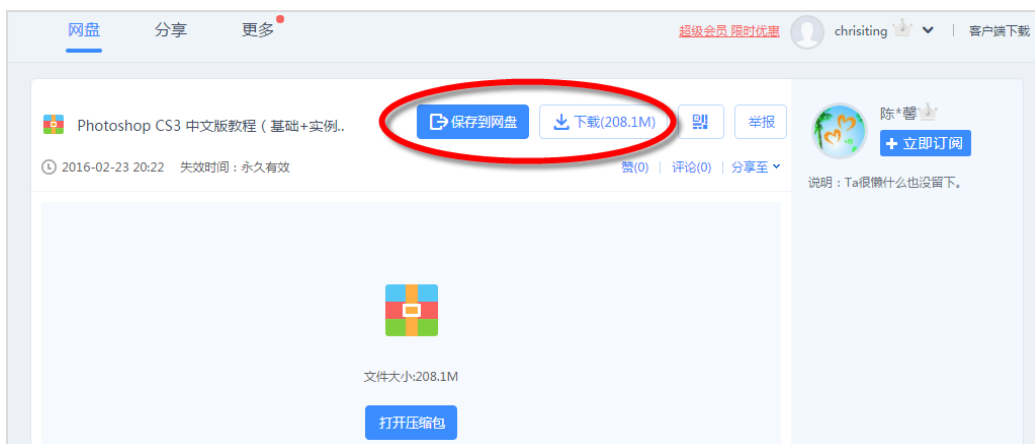 网盘 分享 更多 超级会员 限时优惠 chrisiting 客户端下载
Photoshop CS3 中文版教程（基础+实例.. 保存到网盘 下载(208.1M) 举报
2016-02-23 20:22 失效时间：永久有效 赞(0) 评论(0) 分享至
陈*馨
立即订阅
说明：Ta很懒什么也没留下。
文件大小:208.1M
打开压缩包